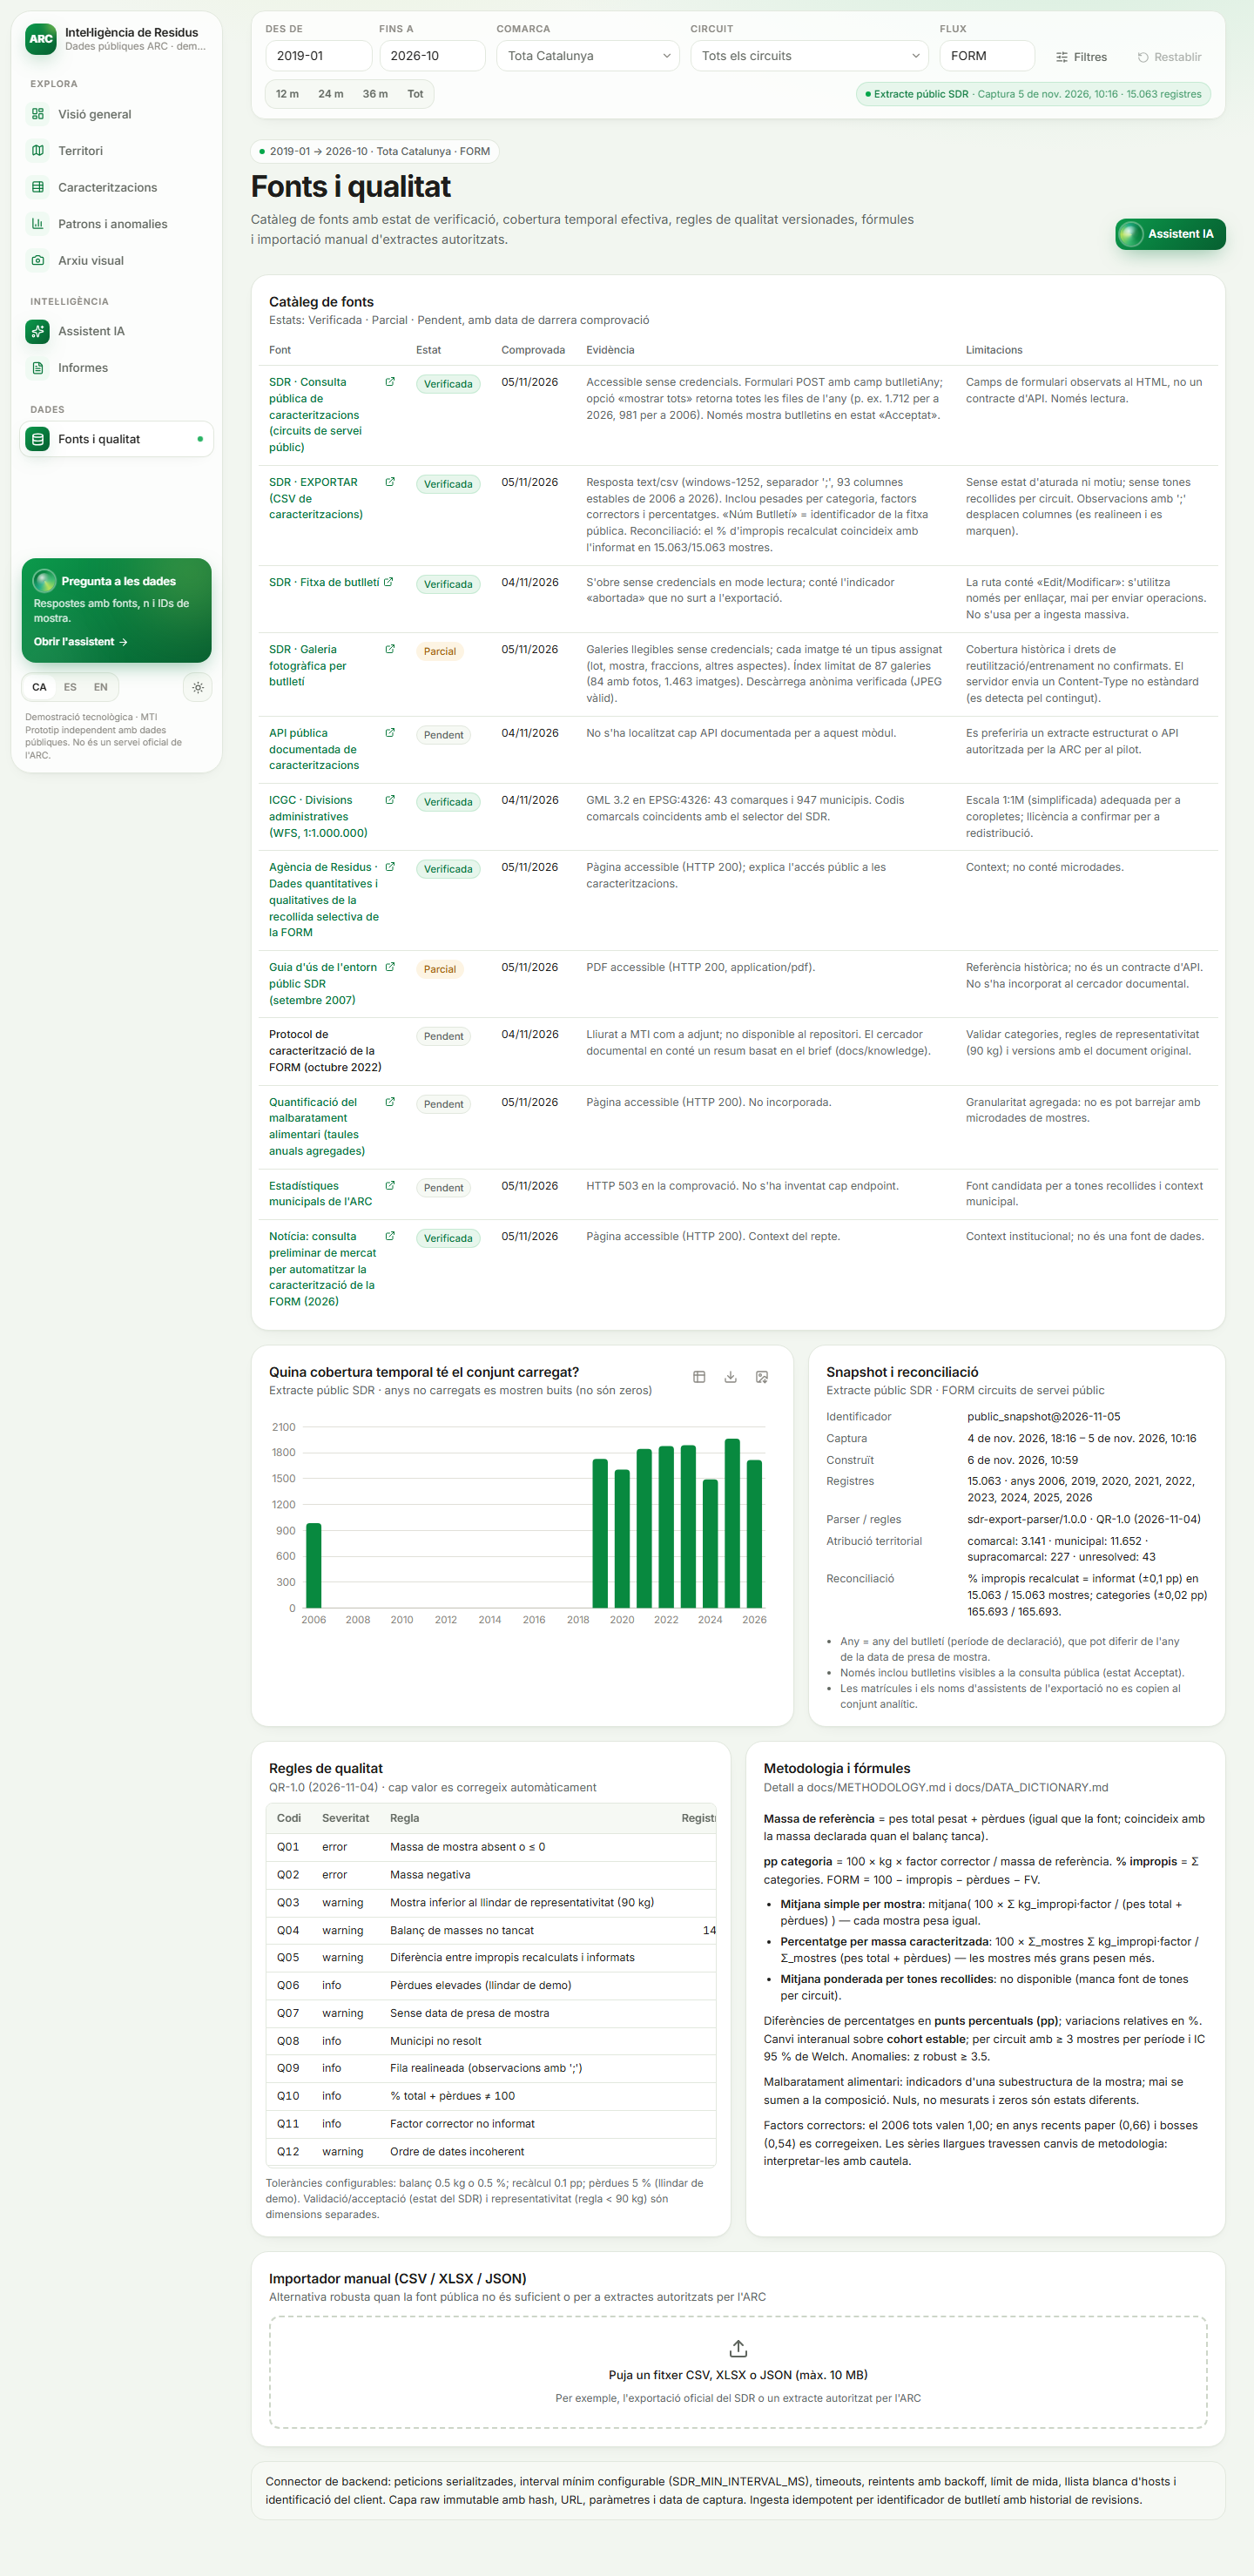 ARC
Intel·ligència de Residus
Dades públiques ARC · dem...
EXPLORA
Visió general
Territori
Caracteritzacions
Patrons i anomalies
Arxiu visual
INTEL·LIGÈNCIA
Assistent IA
Informes
DADES
Fonts i qualitat
Pregunta a les dades
Respostes amb fonts, n i IDs de
mostra.
Obrir l'assistent →
CA ES EN
Demostració tecnològica · MTI
Prototip independent amb dades
públiques. No és un servei oficial de
l'ARC.
DES DE FINS A COMARCA CIRCUIT FLUX
2019-01 2026-10 Tota Catalunya Tots els circuits FORM Filtres Restablir
12 m 24 m 36 m Tot
Extracte públic SDR · Captura 5 de nov. 2026, 10:16 · 15.063 registres
2019-01 → 2026-10 · Tota Catalunya · FORM
Fonts i qualitat
Catàleg de fonts amb estat de verificació, cobertura temporal efectiva, regles de qualitat versionades, fórmules
i importació manual d'extractes autoritzats.
Assistent IA
Catàleg de fonts
Estats: Verificada · Parcial · Pendent, amb data de darrera comprovació
Font Estat Comprovada Evidència Limitacions
SDR · Consulta
pública de
caracteritzacions
(circuits de servei
públic)
Verificada
05/11/2026
Accessible sense credencials. Formulari POST amb camp butlletiAny;
opció «mostrar tots» retorna totes les files de l'any (p. ex. 1.712 per a
2026, 981 per a 2006). Només mostra butlletins en estat «Acceptat».
Camps de formulari observats al HTML, no un
contracte d'API. Només lectura.
SDR · EXPORTAR
(CSV de
caracteritzacions)
Verificada
05/11/2026
Resposta text/csv (windows-1252, separador ';', 93 columnes
estables de 2006 a 2026). Inclou pesades per categoria, factors
correctors i percentatges. «Núm Butlletí» = identificador de la fitxa
pública. Reconciliació: el % d'impropis recalculat coincideix amb
l'informat en 15.063/15.063 mostres.
Sense estat d'aturada ni motiu; sense tones
recollides per circuit. Observacions amb ';'
desplacen columnes (es realineen i es
marquen).
SDR · Fitxa de butlletí
Verificada
04/11/2026
S'obre sense credencials en mode lectura; conté l'indicador
«abortada» que no surt a l'exportació.
La ruta conté «Edit/Modificar»: s'utilitza
només per enllaçar, mai per enviar operacions.
No s'usa per a ingesta massiva.
SDR · Galeria
fotogràfica per
butlletí
Parcial
05/11/2026
Galeries llegibles sense credencials; cada imatge té un tipus assignat
(lot, mostra, fraccions, altres aspectes). Índex limitat de 87 galeries
(84 amb fotos, 1.463 imatges). Descàrrega anònima verificada (JPEG
vàlid).
Cobertura històrica i drets de
reutilització/entrenament no confirmats. El
servidor envia un Content-Type no estàndard
(es detecta pel contingut).
API pública
documentada de
caracteritzacions
Pendent
04/11/2026
No s'ha localitzat cap API documentada per a aquest mòdul.
Es preferiria un extracte estructurat o API
autoritzada per la ARC per al pilot.
ICGC · Divisions
administratives
(WFS, 1:1.000.000)
Verificada
04/11/2026
GML 3.2 en EPSG:4326: 43 comarques i 947 municipis. Codis
comarcals coincidents amb el selector del SDR.
Escala 1:1M (simplificada) adequada per a
coropletes; llicència a confirmar per a
redistribució.
Agència de Residus ·
Dades quantitatives i
qualitatives de la
recollida selectiva de
la FORM
Verificada
05/11/2026
Pàgina accessible (HTTP 200); explica l'accés públic a les
caracteritzacions.
Context; no conté microdades.
Guia d'ús de l'entorn
públic SDR
(setembre 2007)
Parcial
05/11/2026
PDF accessible (HTTP 200, application/pdf).
Referència històrica; no és un contracte d'API.
No s'ha incorporat al cercador documental.
Protocol de
caracterització de la
FORM (octubre 2022)
Pendent
04/11/2026
Lliurat a MTI com a adjunt; no disponible al repositori. El cercador
documental en conté un resum basat en el brief (docs/knowledge).
Validar categories, regles de representativitat
(90 kg) i versions amb el document original.
Quantificació del
malbaratament
alimentari (taules
anuals agregades)
Pendent
05/11/2026
Pàgina accessible (HTTP 200). No incorporada.
Granularitat agregada: no es pot barrejar amb
microdades de mostres.
Estadístiques
municipals de l'ARC
Pendent
05/11/2026
HTTP 503 en la comprovació. No s'ha inventat cap endpoint.
Font candidata per a tones recollides i context
municipal.
Notícia: consulta
preliminar de mercat
per automatitzar la
caracterització de la
FORM (2026)
Verificada
05/11/2026
Pàgina accessible (HTTP 200). Context del repte.
Context institucional; no és una font de dades.
Quina cobertura temporal té el conjunt carregat?
Extracte públic SDR · anys no carregats es mostren buits (no són zeros)
2100
1800
1500
1200
900
600
300
0
2006 2008 2010 2012 2014 2016 2018 2020 2022 2024 2026
Snapshot i reconciliació
Extracte públic SDR · FORM circuits de servei públic
Identificador public_snapshot@2026-11-05
Captura 4 de nov. 2026, 18:16 – 5 de nov. 2026, 10:16
Construït 6 de nov. 2026, 10:59
Registres 15.063 · anys 2006, 2019, 2020, 2021, 2022,
2023, 2024, 2025, 2026
Parser / regles sdr-export-parser/1.0.0 · QR-1.0 (2026-11-04)
Atribució territorial comarcal: 3.141 · municipal: 11.652 ·
supracomarcal: 227 · unresolved: 43
Reconciliació % impropis recalculat = informat (±0,1 pp) en
15.063 / 15.063 mostres; categories (±0,02 pp)
165.693 / 165.693.
• Any = any del butlletí (període de declaració), que pot diferir de l'any
de la data de presa de mostra.
• Només inclou butlletins visibles a la consulta pública (estat Acceptat).
• Les matrícules i els noms d'assistents de l'exportació no es copien al
conjunt analític.
Regles de qualitat
QR-1.0 (2026-11-04) · cap valor es corregeix automàticament
Codi Severitat Regla Registr
Q01 error Massa de mostra absent o ≤ 0
Q02 error Massa negativa
Q03 warning Mostra inferior al llindar de representativitat (90 kg)
Q04 warning Balanç de masses no tancat 14
Q05 warning Diferència entre impropis recalculats i informats
Q06 info Pèrdues elevades (llindar de demo)
Q07 warning Sense data de presa de mostra
Q08 info Municipi no resolt
Q09 info Fila realineada (observacions amb ';')
Q10 info % total + pèrdues ≠ 100
Q11 info Factor corrector no informat
Q12 warning Ordre de dates incoherent
Toleràncies configurables: balanç 0.5 kg o 0.5 %; recàlcul 0.1 pp; pèrdues 5 % (llindar de
demo). Validació/acceptació (estat del SDR) i representativitat (regla < 90 kg) són
dimensions separades.
Metodologia i fórmules
Detall a docs/METHODOLOGY.md i docs/DATA_DICTIONARY.md
Massa de referència = pes total pesat + pèrdues (igual que la font; coincideix amb
la massa declarada quan el balanç tanca).
pp categoria = 100 × kg × factor corrector / massa de referència. % impropis = Σ
categories. FORM = 100 − impropis − pèrdues − FV.
• Mitjana simple per mostra: mitjana( 100 × Σ kg_impropi·factor / (pes total +
pèrdues) ) — cada mostra pesa igual.
• Percentatge per massa caracteritzada: 100 × Σ_mostres Σ kg_impropi·factor /
Σ_mostres (pes total + pèrdues) — les mostres més grans pesen més.
• Mitjana ponderada per tones recollides: no disponible (manca font de tones
per circuit).
Diferències de percentatges en punts percentuals (pp); variacions relatives en %.
Canvi interanual sobre cohort estable; per circuit amb ≥ 3 mostres per període i IC
95 % de Welch. Anomalies: z robust ≥ 3.5.
Malbaratament alimentari: indicadors d'una subestructura de la mostra; mai se
sumen a la composició. Nuls, no mesurats i zeros són estats diferents.
Factors correctors: el 2006 tots valen 1,00; en anys recents paper (0,66) i bosses
(0,54) es corregeixen. Les sèries llargues travessen canvis de metodologia:
interpretar-les amb cautela.
Importador manual (CSV / XLSX / JSON)
Alternativa robusta quan la font pública no és suficient o per a extractes autoritzats per l'ARC
Puja un fitxer CSV, XLSX o JSON (màx. 10 MB)
Per exemple, l'exportació oficial del SDR o un extracte autoritzat per l'ARC
Connector de backend: peticions serialitzades, interval mínim configurable (SDR_MIN_INTERVAL_MS), timeouts, reintents amb backoff, límit de mida, llista blanca d'hosts i
identificació del client. Capa raw immutable amb hash, URL, paràmetres i data de captura. Ingesta idempotent per identificador de butlletí amb historial de revisions.